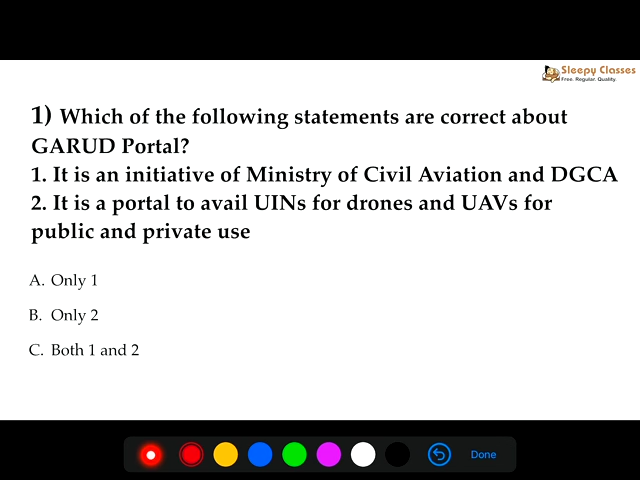 Sleepy Classes
Free. Regular. Quality.
1) Which of the following statements are correct about
GARUD Portal?
1. It is an initiative of Ministry of Civil Aviation and DGCA
2. It is a portal to avail UINs for drones and UAVs for
public and private use
A. Only 1
B. Only 2
C. Both 1 and 2
Done